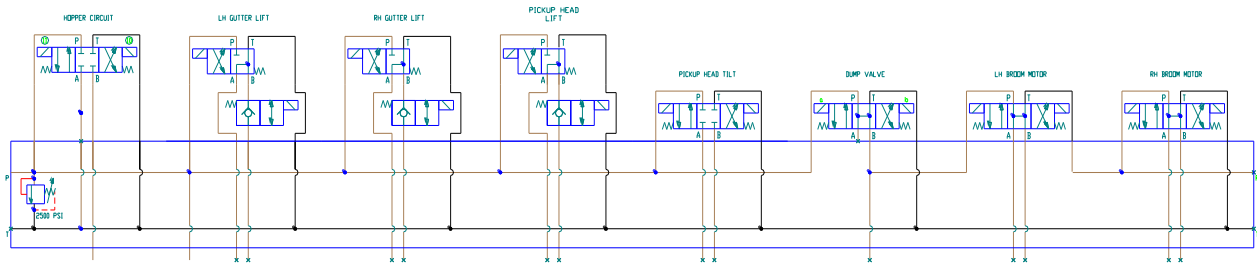 HOPPER CIRCUIT
P T
A B
LH GUTTER LIFT
P T
A B
RH GUTTER LIFT
P T
A B
PICKUP HEAD
LIFT
P T
A B
PICKUP HEAD TILT
P T
A B
DUMP VALVE
a b
P T
A B
LH BROOM MOTOR
P T
A B
RH BROOM MOTOR
P T
A B
P
2500 PSI
T